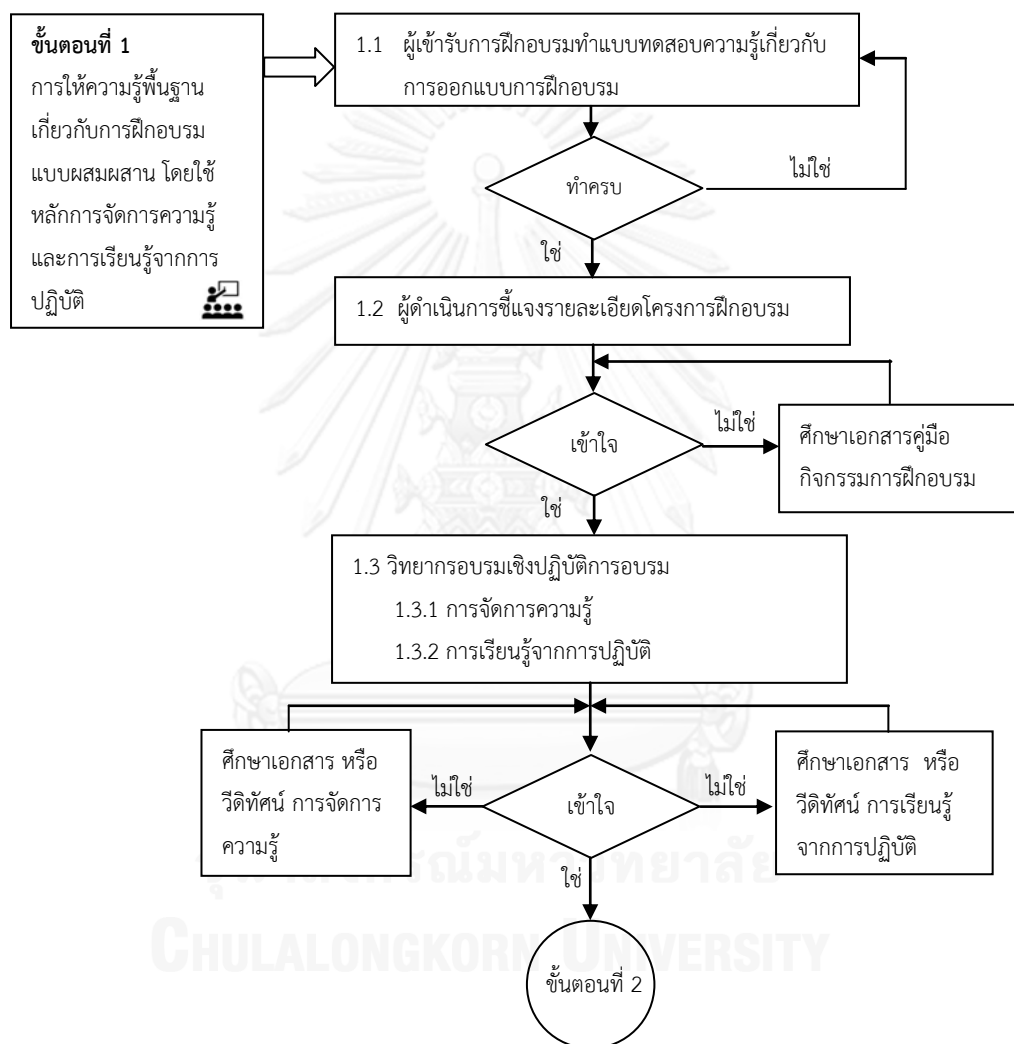 ขั้นตอนที่ 1
การให้ความรู้พื้นฐาน
เกี่ยวกับการฝึกอบรม
แบบผสมผสาน โดยใช้
หลักการจัดการความรู้
และการเรียนรู้จากการ
ปฏิบัติ
1.1 ผู้เข้ารับการฝึกอบรมทำแบบทดสอบความรู้เกี่ยวกับ
การออกแบบการฝึกอบรม
ทำครบ
ไม่ใช่
ใช่
1.2 ผู้ดำเนินการชี้แจงรายละเอียดโครงการฝึกอบรม
เข้าใจ
ไม่ใช่
ศึกษาเอกสารคู่มือ
กิจกรรมการฝึกอบรม
ใช่
1.3 วิทยากรอบรมเชิงปฏิบัติการอบรม
1.3.1 การจัดการความรู้
1.3.2 การเรียนรู้จากการปฏิบัติ
ศึกษาเอกสาร หรือ
วีดิทัศน์ การจัดการ
ความรู้
ไม่ใช่
เข้าใจ
ไม่ใช่
ศึกษาเอกสาร หรือ
วีดิทัศน์ การเรียนรู้
จากการปฏิบัติ
ใช่
จุฬาลงกรณ์มหาวิทยาลัย
CHULALONGKORN UNIVERSITY
ขั้นตอนที่ 2